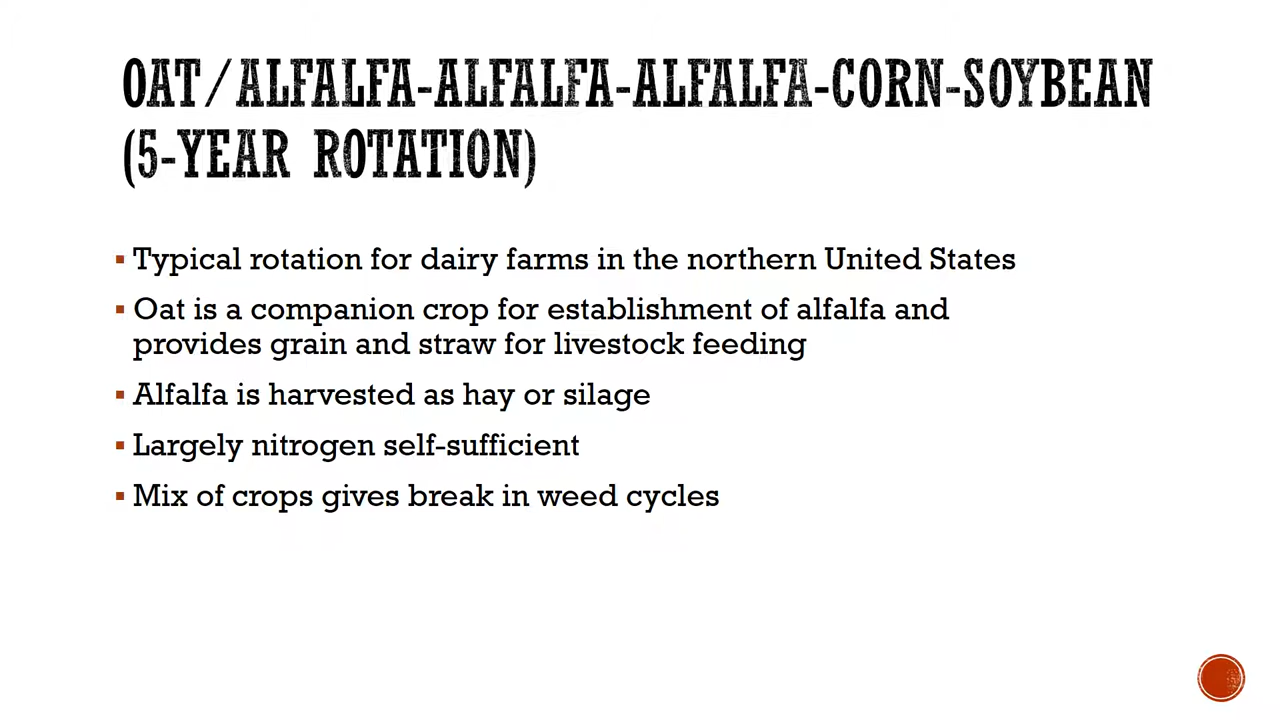 OAT/ALFALFA-ALFALFA-ALFALFA-CORN-SOYBEAN
(5-YEAR ROTATION)
▪ Typical rotation for dairy farms in the northern United States
▪ Oat is a companion crop for establishment of alfalfa and
provides grain and straw for livestock feeding
▪ Alfalfa is harvested as hay or silage
▪ Largely nitrogen self-sufficient
▪ Mix of crops gives break in weed cycles